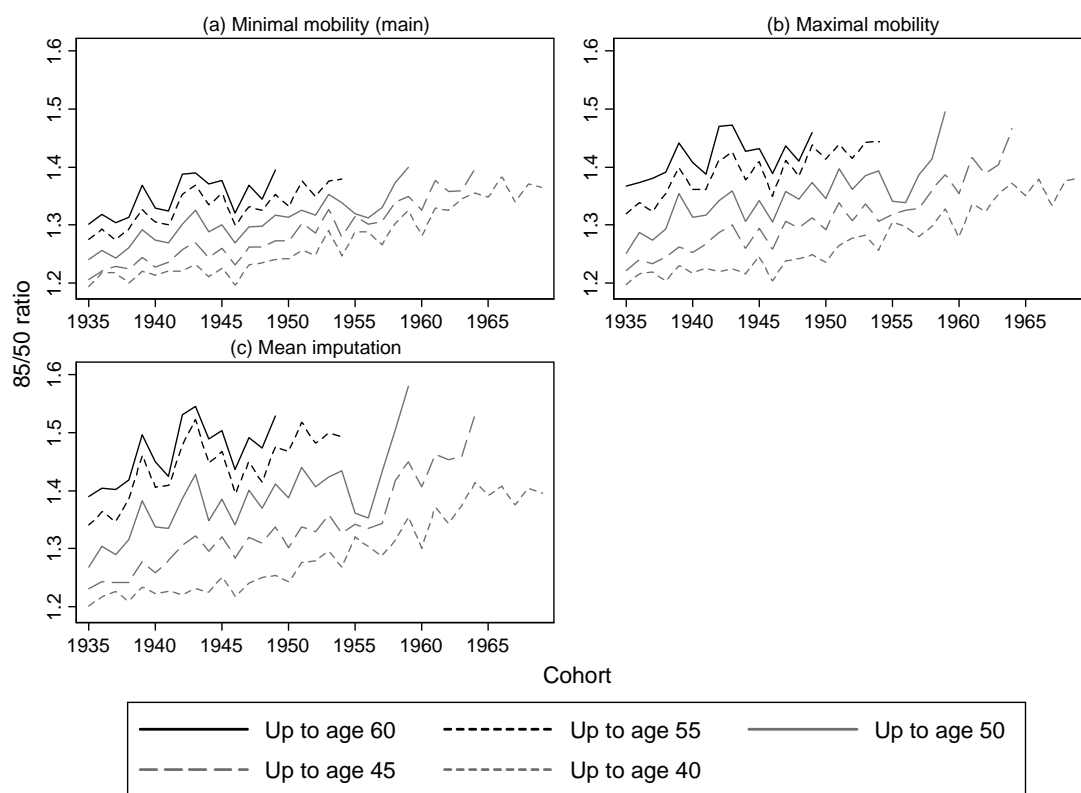 (a) Minimal mobility (main)
(b) Maximal mobility
1.2 1.3 1.4 1.5 1.6
1.2 1.3 1.4 1.5 1.6
1935 1940 1945 1950 1955 1960 1965
1935 1940 1945 1950 1955 1960 1965
(c) Mean imputation
1.2 1.3 1.4 1.5 1.6
1935 1940 1945 1950 1955 1960 1965
85/50 ratio
Cohort
Up to age 60 Up to age 55 Up to age 50
Up to age 45 Up to age 40